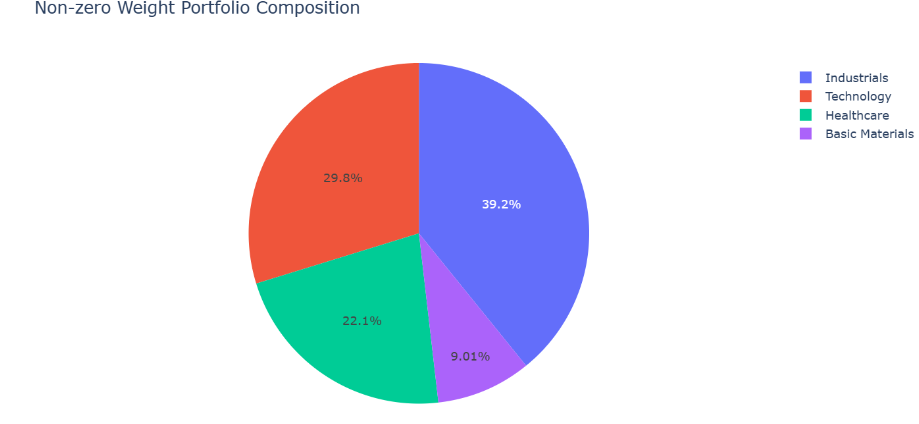 Non-zero Weight Portfolio Composition
Industrials
Technology
Healthcare
Basic Materials
29.8%
39.2%
22.1%
9.01%